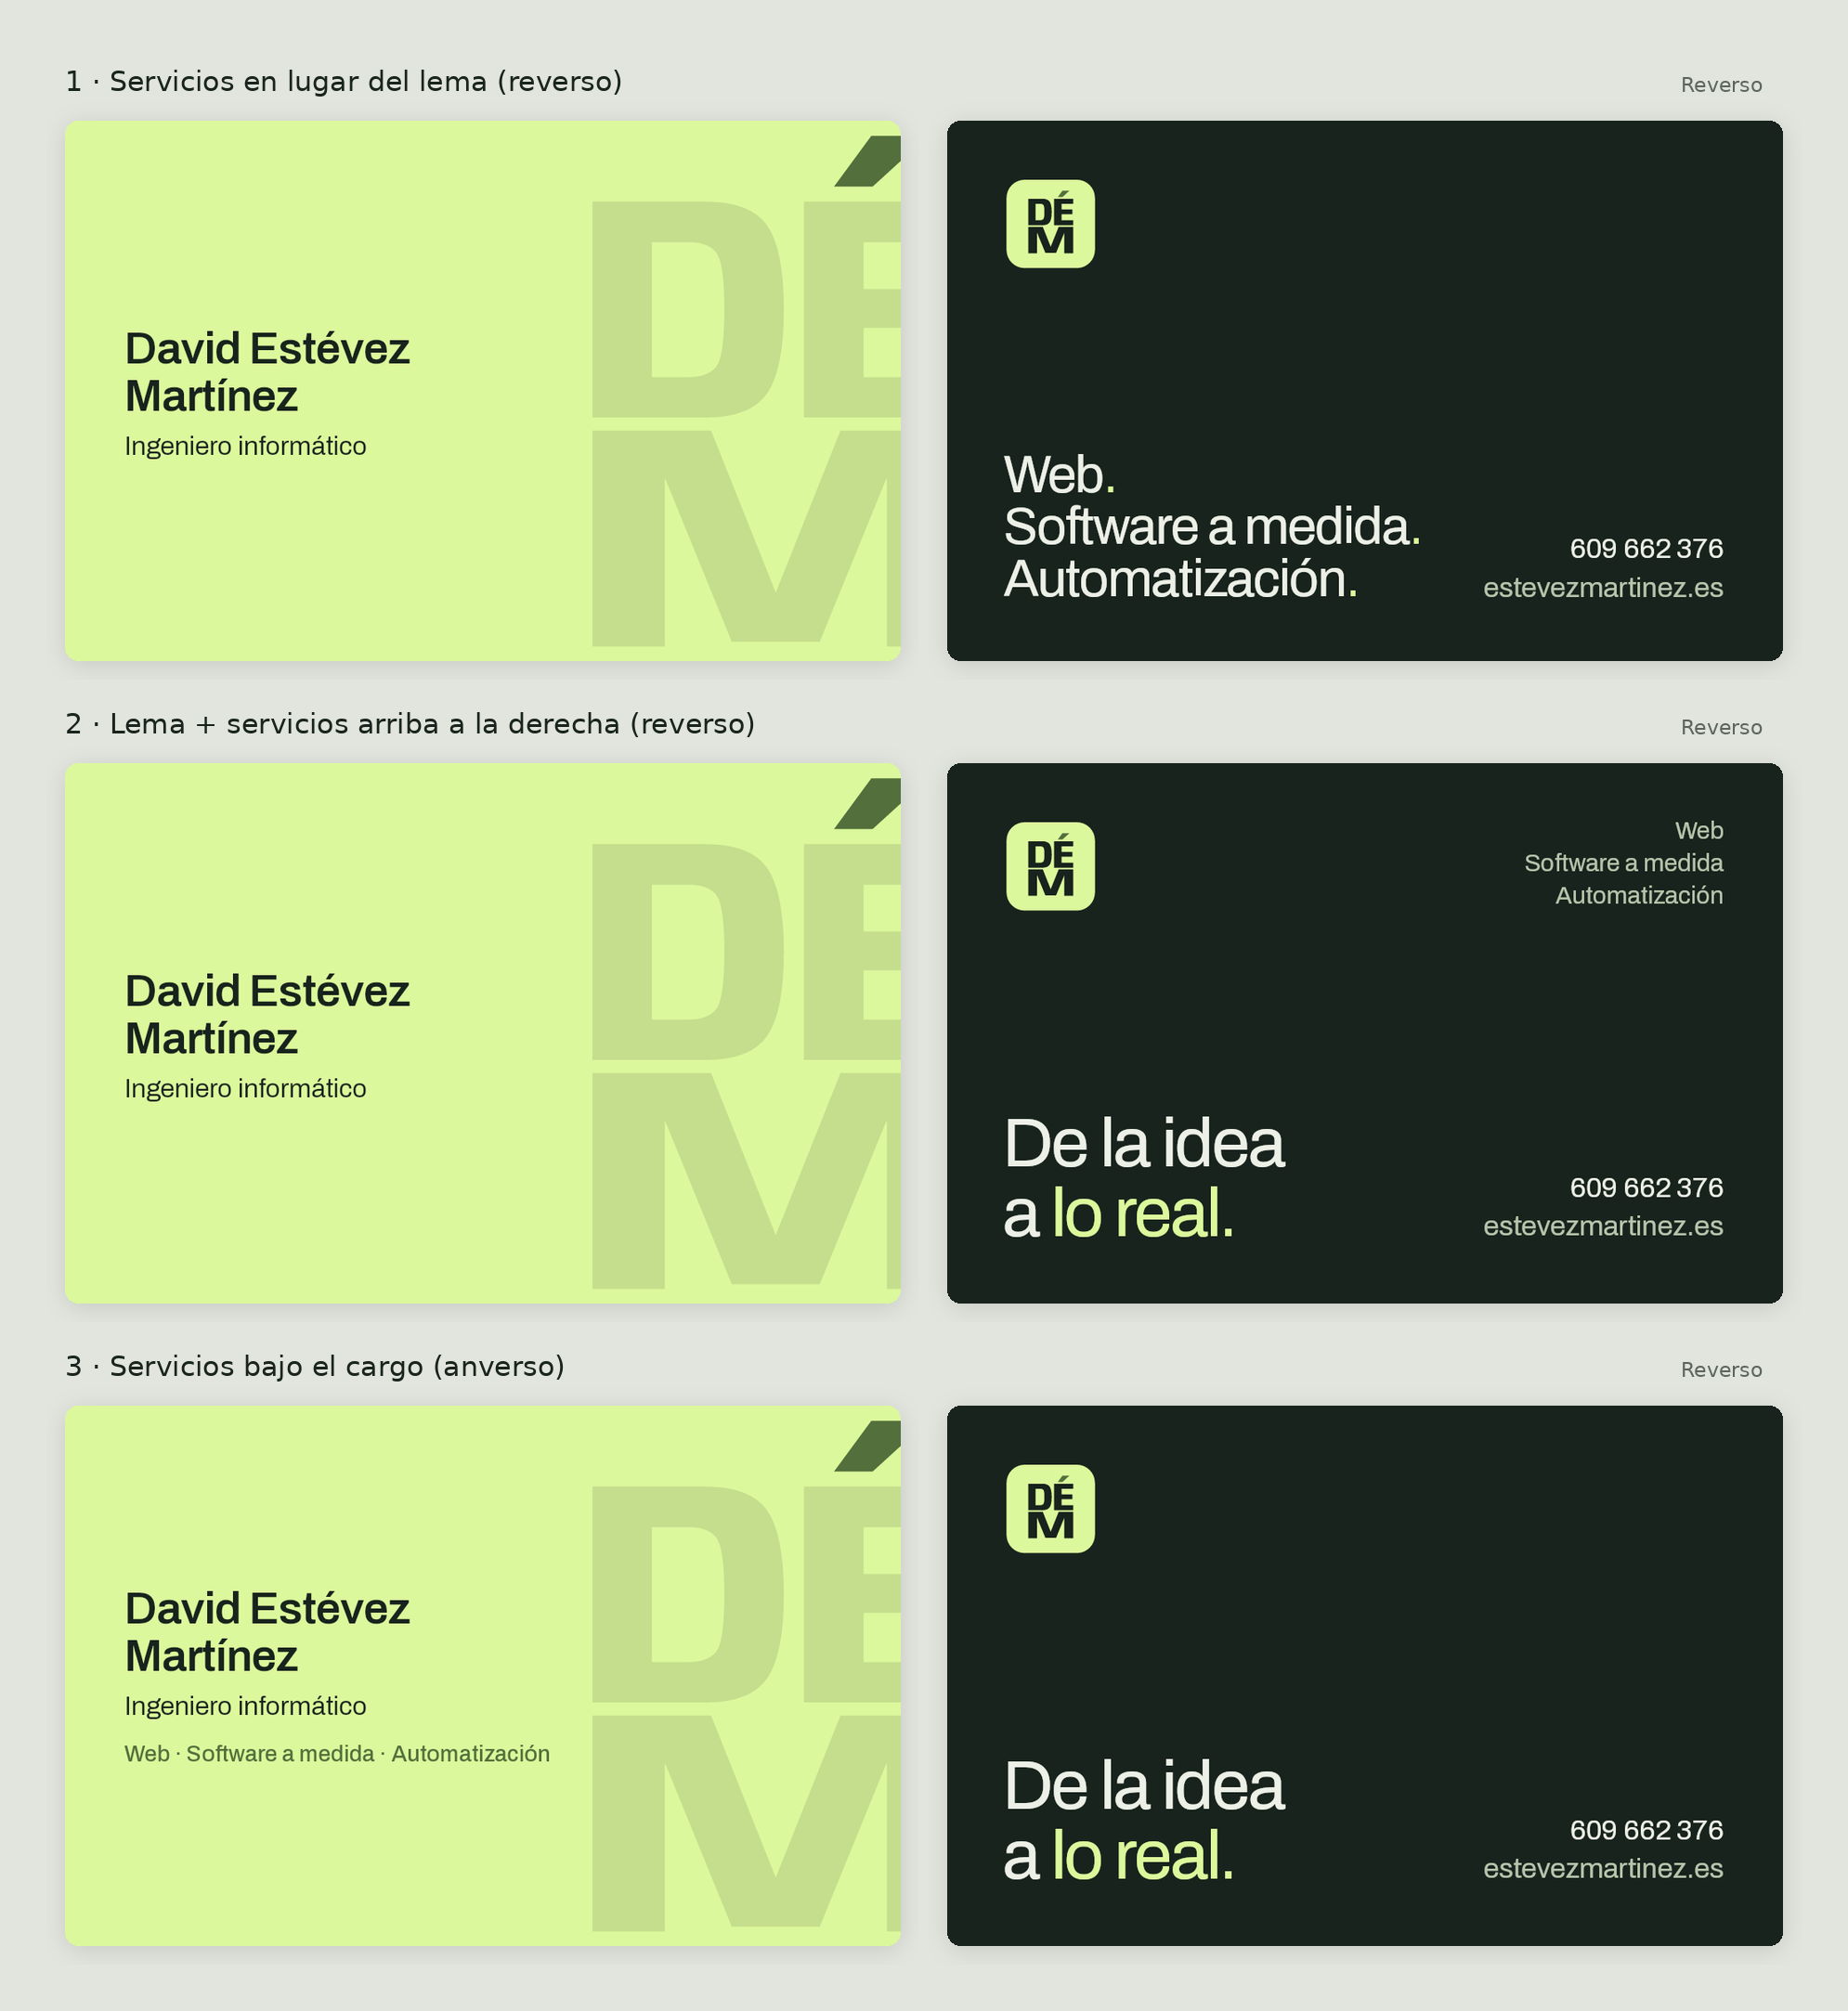 1 · Servicios en lugar del lema (reverso)
Reverso
David Estévez
Martínez
Ingeniero informático
DÉ
M
DÉ
M
Web.
Software a medida.
Automatización.
609 662 376
estevezmartinez.es
2 · Lema + servicios arriba a la derecha (reverso)
Reverso
David Estévez
Martínez
Ingeniero informático
DÉ
M
DÉ
M
Web
Software a medida
Automatización
De la idea
a lo real.
609 662 376
estevezmartinez.es
3 · Servicios bajo el cargo (anverso)
Reverso
David Estévez
Martínez
Ingeniero informático
Web · Software a medida · Automatización
DÉ
M
DÉ
M
De la idea
a lo real.
609 662 376
estevezmartinez.es